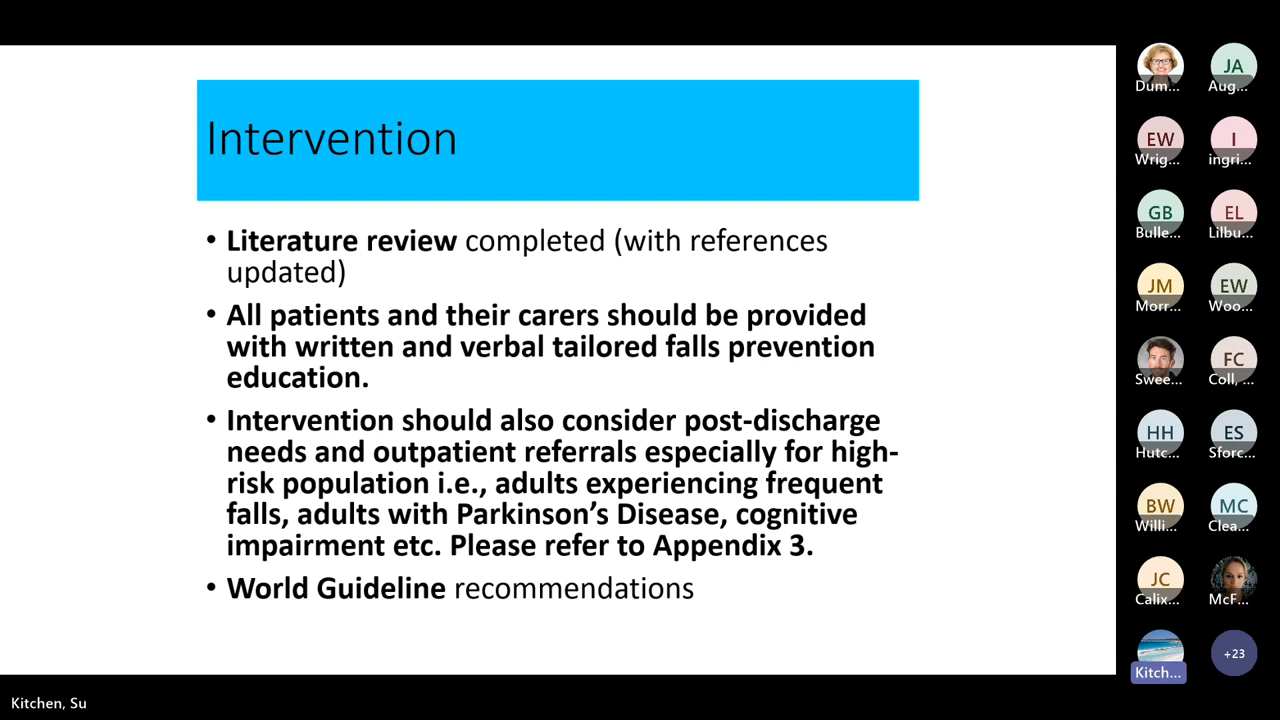 Intervention
• Literature review completed (with references
updated)
• All patients and their carers should be provided
with written and verbal tailored falls prevention
education.
• Intervention should also consider post-discharge
needs and outpatient referrals especially for high-
risk population i.e., adults experiencing frequent
falls, adults with Parkinson’s Disease, cognitive
impairment etc. Please refer to Appendix 3.
• World Guideline recommendations
Dum...
JA
Aug...
EW
Wrig...
I
ingri...
GB
Bulle...
EL
Lilbu...
JM
Morr...
EW
Woo...
Swee...
FC
Coll, ...
HH
Hutc...
ES
Sforc...
BW
Willi...
MC
Clea...
JC
Calix...
McF...
Kitch...
+23
Kitchen, Su